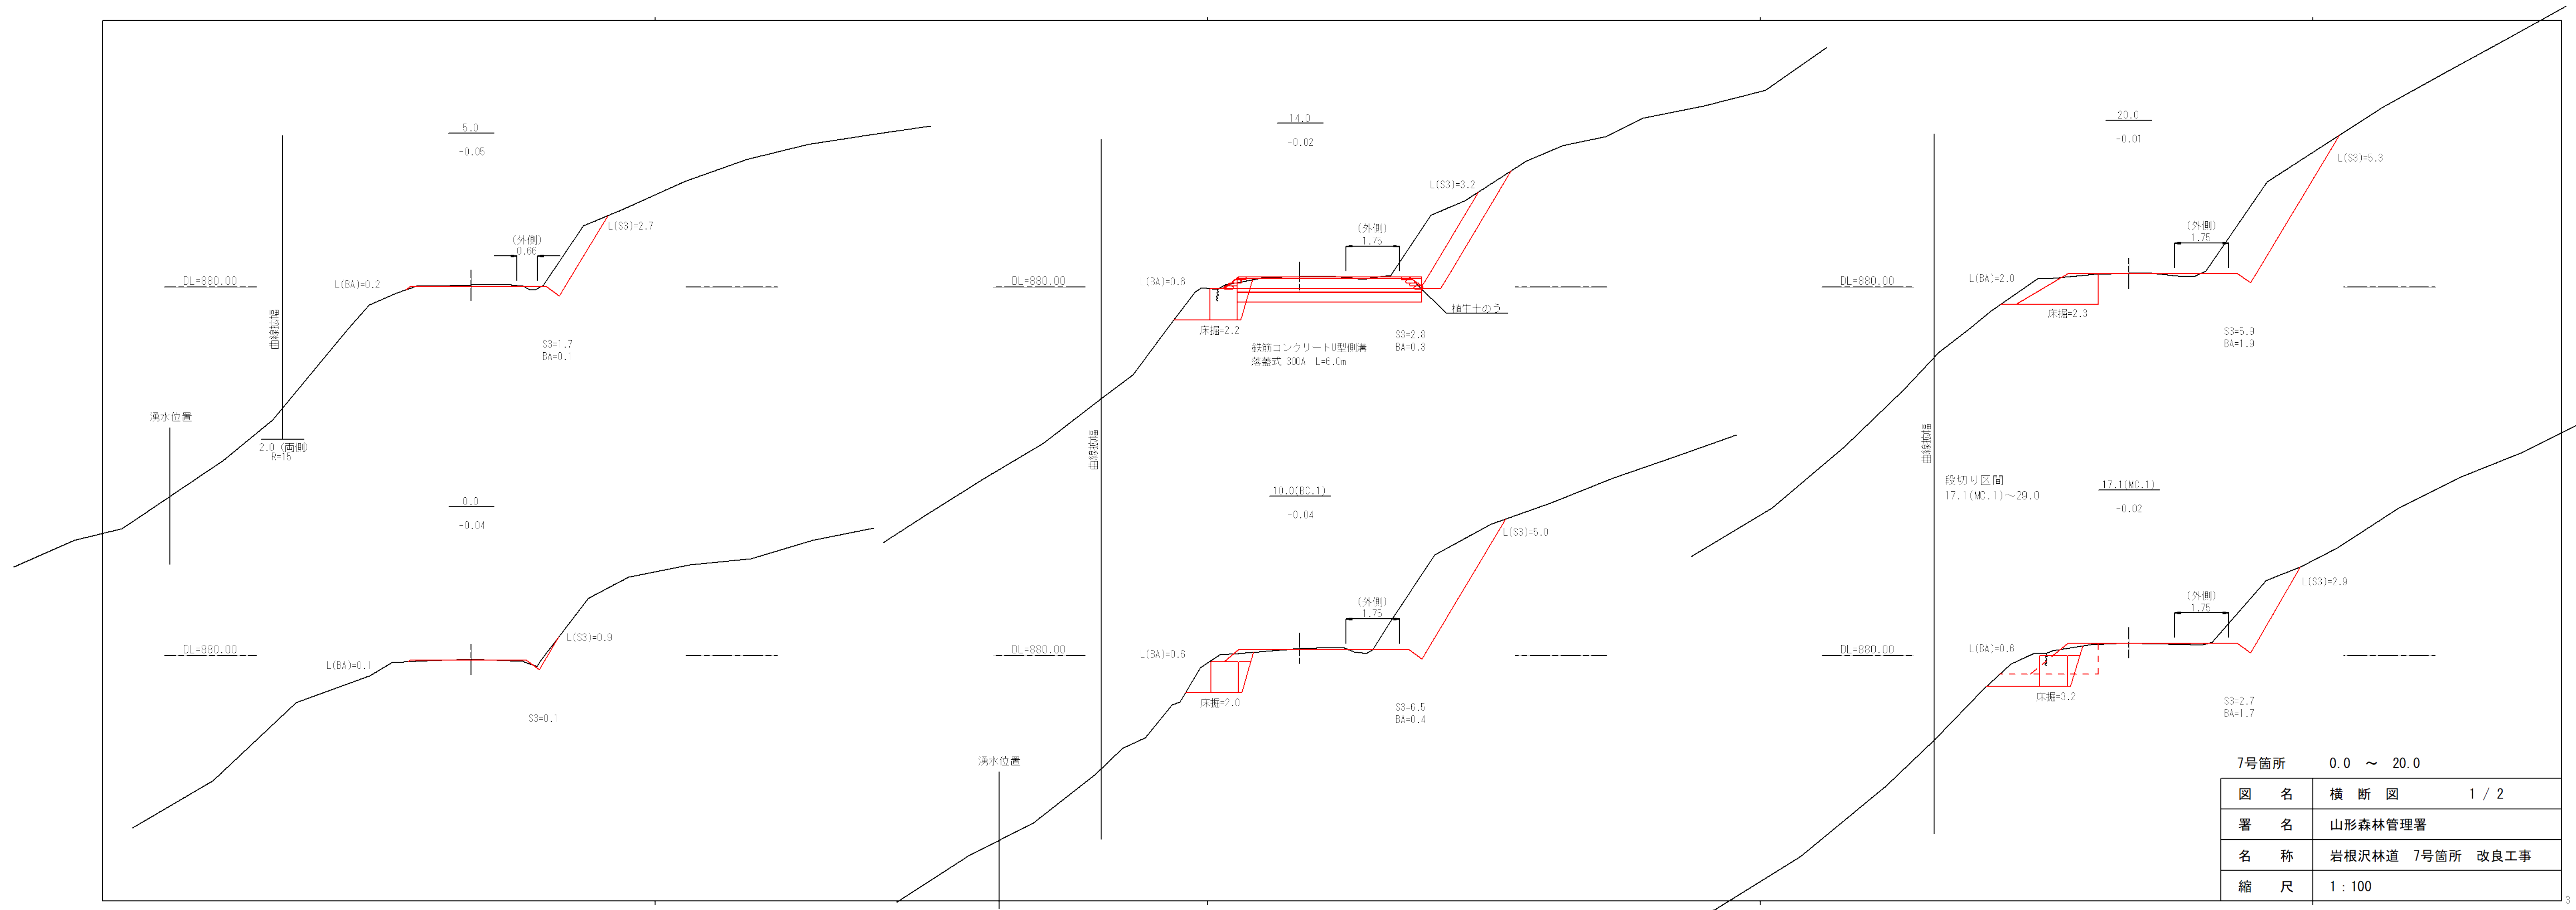 5.0
-0.05
(外側)
0.66
L(S3)=2.7
DL=880.00
L(BA)=0.2
曲線拡幅
S3=1.7
BA=0.1
湧水位置
2.0 (両側)
R=15
0.0
-0.04
L(S3)=0.9
DL=880.00
L(BA)=0.1
S3=0.1
14.0
-0.02
L(S3)=3.2
(外側)
1.75
DL=880.00
L(BA)=0.6
植生土のう
床掘=2.2
S3=2.8
BA=0.3
鉄筋コンクリートU型側溝
落蓋式 300A L=6.0m
曲線拡幅
10.0(BC.1)
-0.04
L(S3)=5.0
(外側)
1.75
DL=880.00
L(BA)=0.6
床掘=2.0
S3=6.5
BA=0.4
湧水位置
20.0
-0.01
L(S3)=5.3
(外側)
1.75
DL=880.00
L(BA)=2.0
床掘=2.3
S3=5.9
BA=1.9
曲線拡幅
段切り区間
17.1(MC.1)～29.0
17.1(MC.1)
-0.02
L(S3)=2.9
(外側)
1.75
DL=880.00
L(BA)=0.6
床掘=3.2
S3=2.7
BA=1.7
7号箇所 0.0 ～ 20.0
図 名 横 断 図 1 / 2
署 名 山形森林管理署
名 称 岩根沢林道 7号箇所 改良工事
縮 尺 1 : 100
3